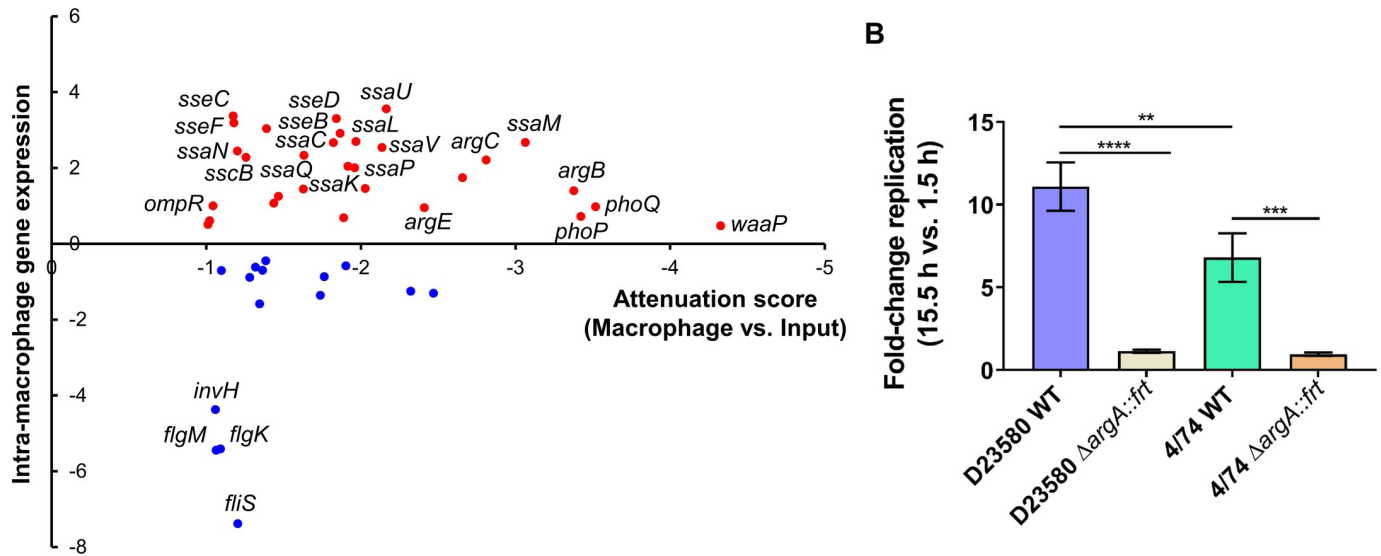 6
4
2
0
-2
-4
-6
-8
0
-1
-2
-3
-4
-5
Intra-macrophage gene expression
Attenuation score
(Macrophage vs. Input)
sseC
sseF
ssaN
sscB
ompR
sseD
sseB
ssaC
ssaQ
ssaK
ssaU
ssaL
ssaV
ssaP
argC
argE
ssaM
argB
phoQ
phoP
waaP
invH
flgM
flgK
fliS
B
Fold-change replication
(15.5 h vs. 1.5 h)
15
10
5
0
**
****
***
D23580 WT
D23580 ΔargA::frt
4/74 WT
4/74 ΔargA::frt